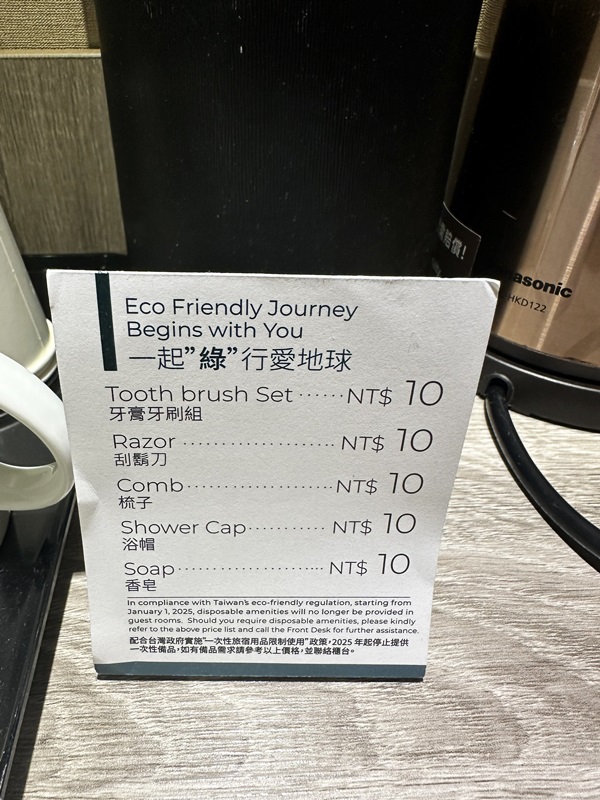 Eco Friendly Journey
Begins with You
一起”綠”行愛地球
Tooth brush Set ······NT$ 10
牙膏牙刷組
Razor ···················· NT$ 10
刮鬍刀
Comb····················NT$ 10
梳子
Shower Cap·········· NT$ 10
浴帽
Soap···················· NT$ 10
香皂
In compliance with Taiwan's eco-friendly regulation, starting from
January 1, 2025, disposable amenities will no longer be provided in
guest rooms. Should you require disposable amenities, please kindly
refer to the above price list and call the Front Desk for further assistance.
配合台灣政府實施"一次性旅宿用品限制使用"政策，2025 年起停止提供
一次性備品，如有備品需求請參考以上價格，並聯絡櫃台。
asonic
HKD122